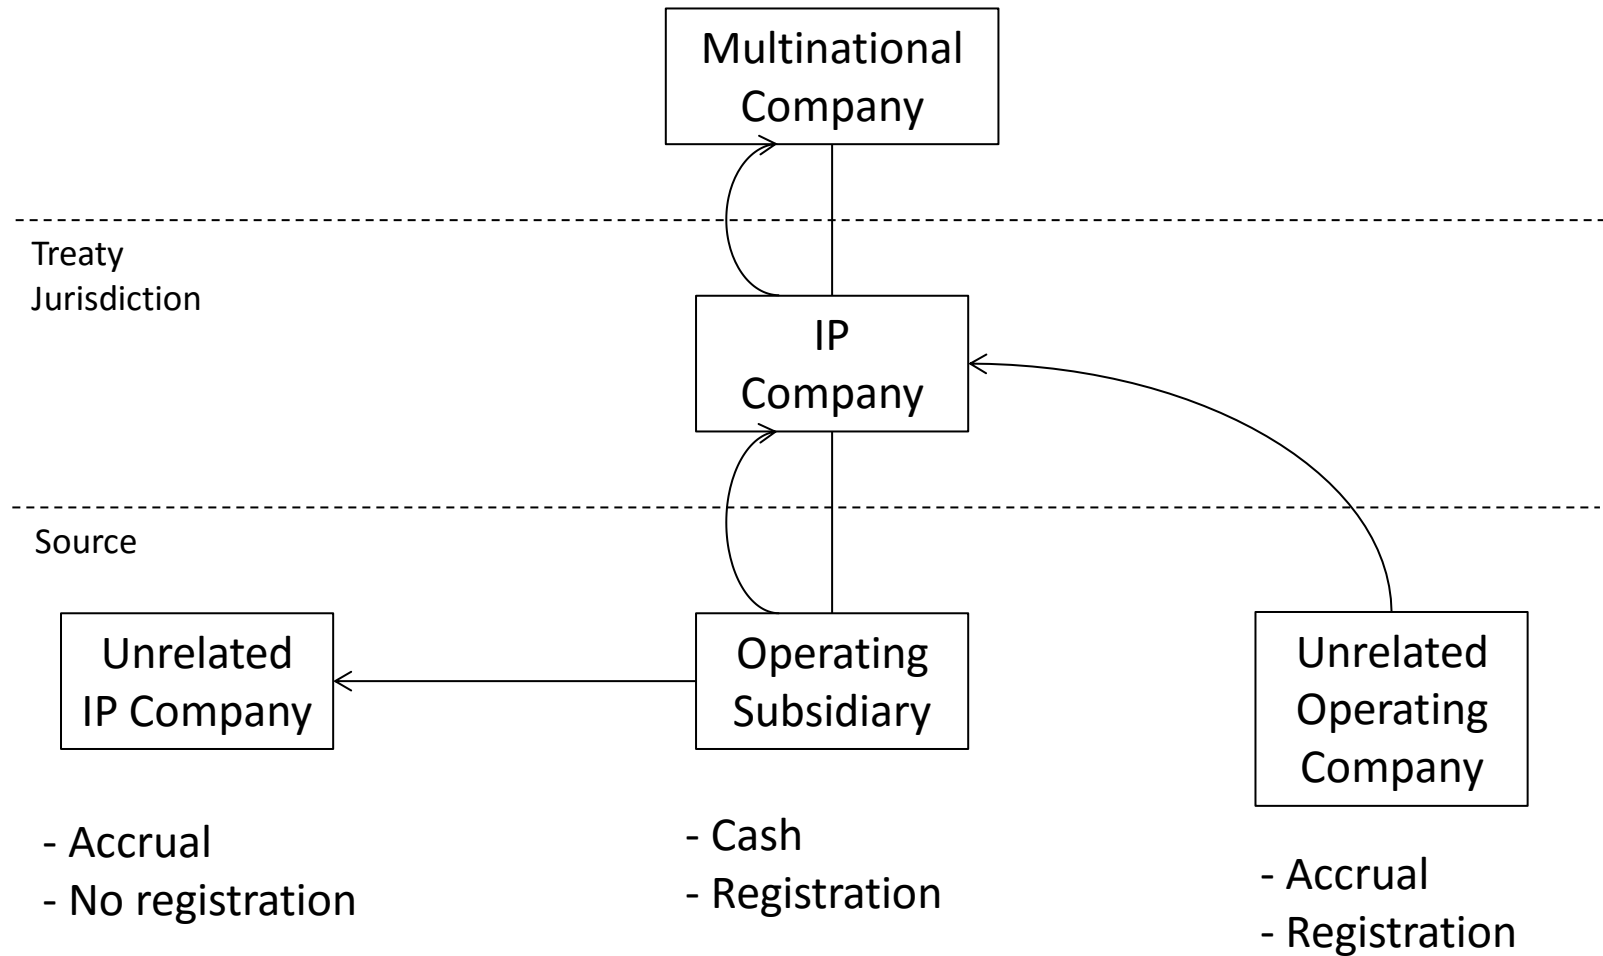 Multinational
Company
Treaty
Jurisdiction
IP
Company
Source
Unrelated
IP Company
Operating
Subsidiary
Unrelated
Operating
Company
- Accrual
- No registration
- Cash
- Registration
- Accrual
- Registration